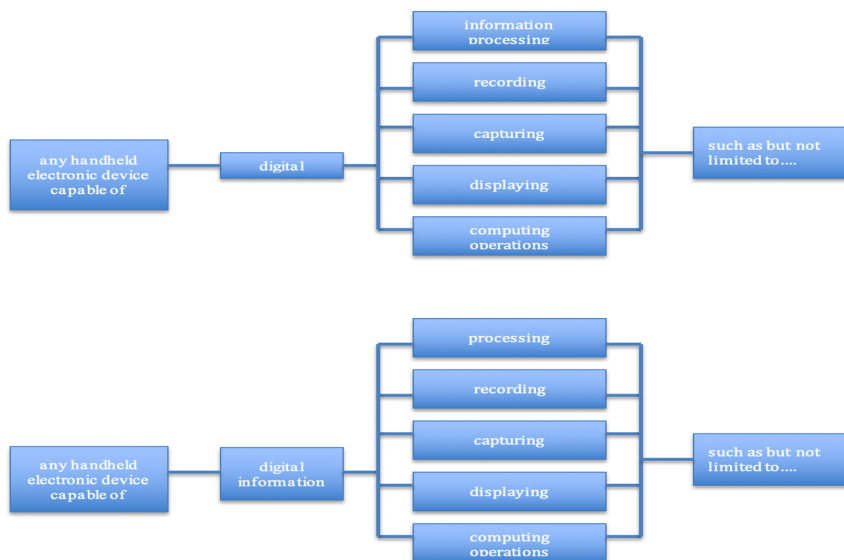 any handheld
electronic device
capable of
digital
information
processing
recording
capturing
displaying
computing
operations
such as but not
limited to....
any handheld
electronic device
capable of
digital
information
processing
recording
capturing
displaying
computing
operations
such as but not
limited to....